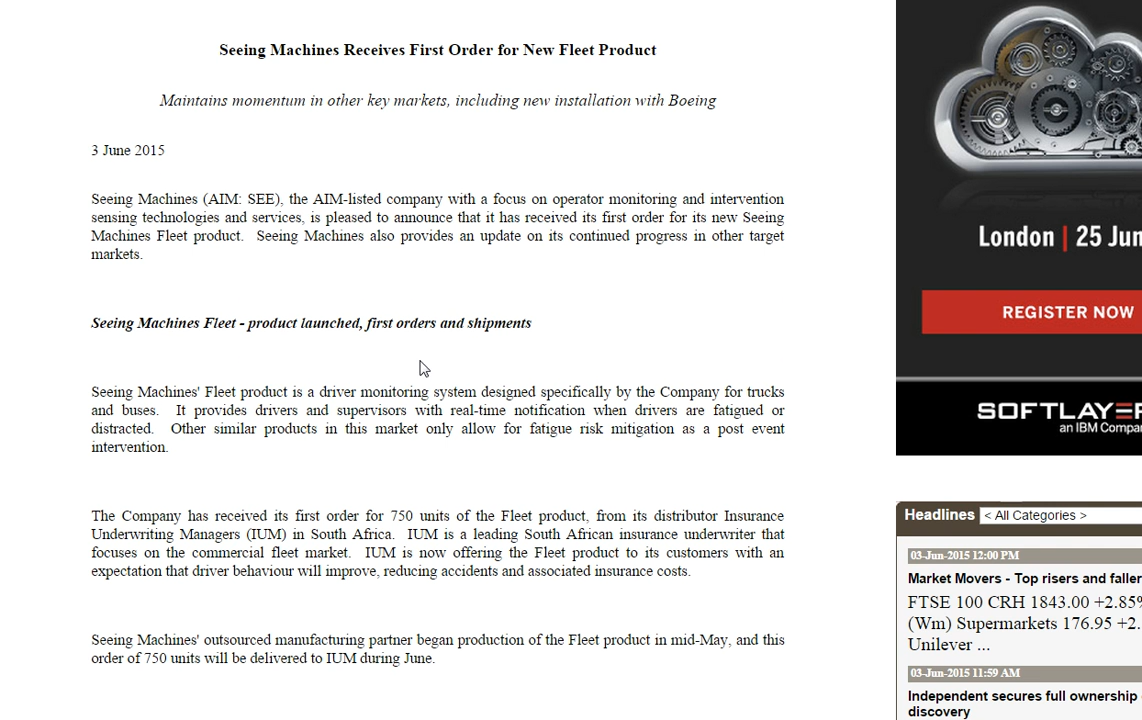 Seeing Machines Receives First Order for New Fleet Product
Maintains momentum in other key markets, including new installation with Boeing
3 June 2015
Seeing Machines (AIM: SEE), the AIM-listed company with a focus on operator monitoring and intervention
sensing technologies and services, is pleased to announce that it has received its first order for its new Seeing
Machines Fleet product.  Seeing Machines also provides an update on its continued progress in other target
markets.
Seeing Machines Fleet - product launched, first orders and shipments
Seeing Machines' Fleet product is a driver monitoring system designed specifically by the Company for trucks
and buses.  It provides drivers and supervisors with real-time notification when drivers are fatigued or
distracted.  Other similar products in this market only allow for fatigue risk mitigation as a post event
intervention.
The Company has received its first order for 750 units of the Fleet product, from its distributor Insurance
Underwriting Managers (IUM) in South Africa.  IUM is a leading South African insurance underwriter that
focuses on the commercial fleet market.  IUM is now offering the Fleet product to its customers with an
expectation that driver behaviour will improve, reducing accidents and associated insurance costs.
Seeing Machines' outsourced manufacturing partner began production of the Fleet product in mid-May, and this
order of 750 units will be delivered to IUM during June.
London | 25 Jun
REGISTER NOW
SOFTLAYER
an IBM Compa
Headlines < All Categories >
03-Jun-2015 12:00 PM
Market Movers - Top risers and faller
FTSE 100 CRH 1843.00 +2.85%
(Wm) Supermarkets 176.95 +2.
Unilever ...
03-Jun-2015 11:59 AM
Independent secures full ownership
discovery